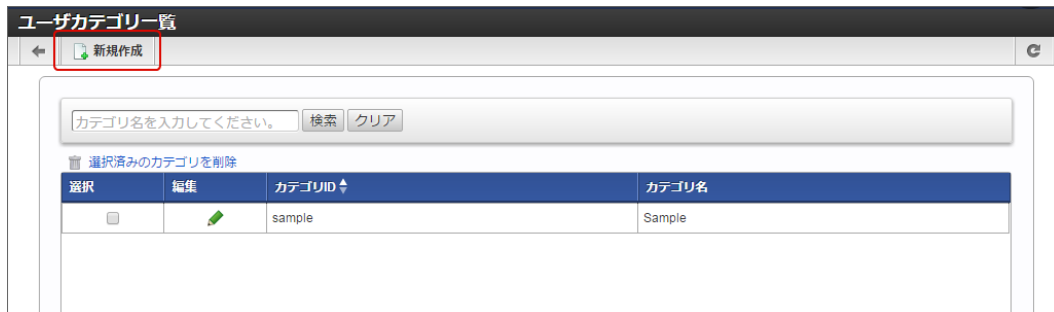 ユーザカテゴリ一覧
新規作成
カテゴリ名を入力してください。 検索 クリア
選択済みのカテゴリを削除
選択 編集 カテゴリID カテゴリ名
sample Sample